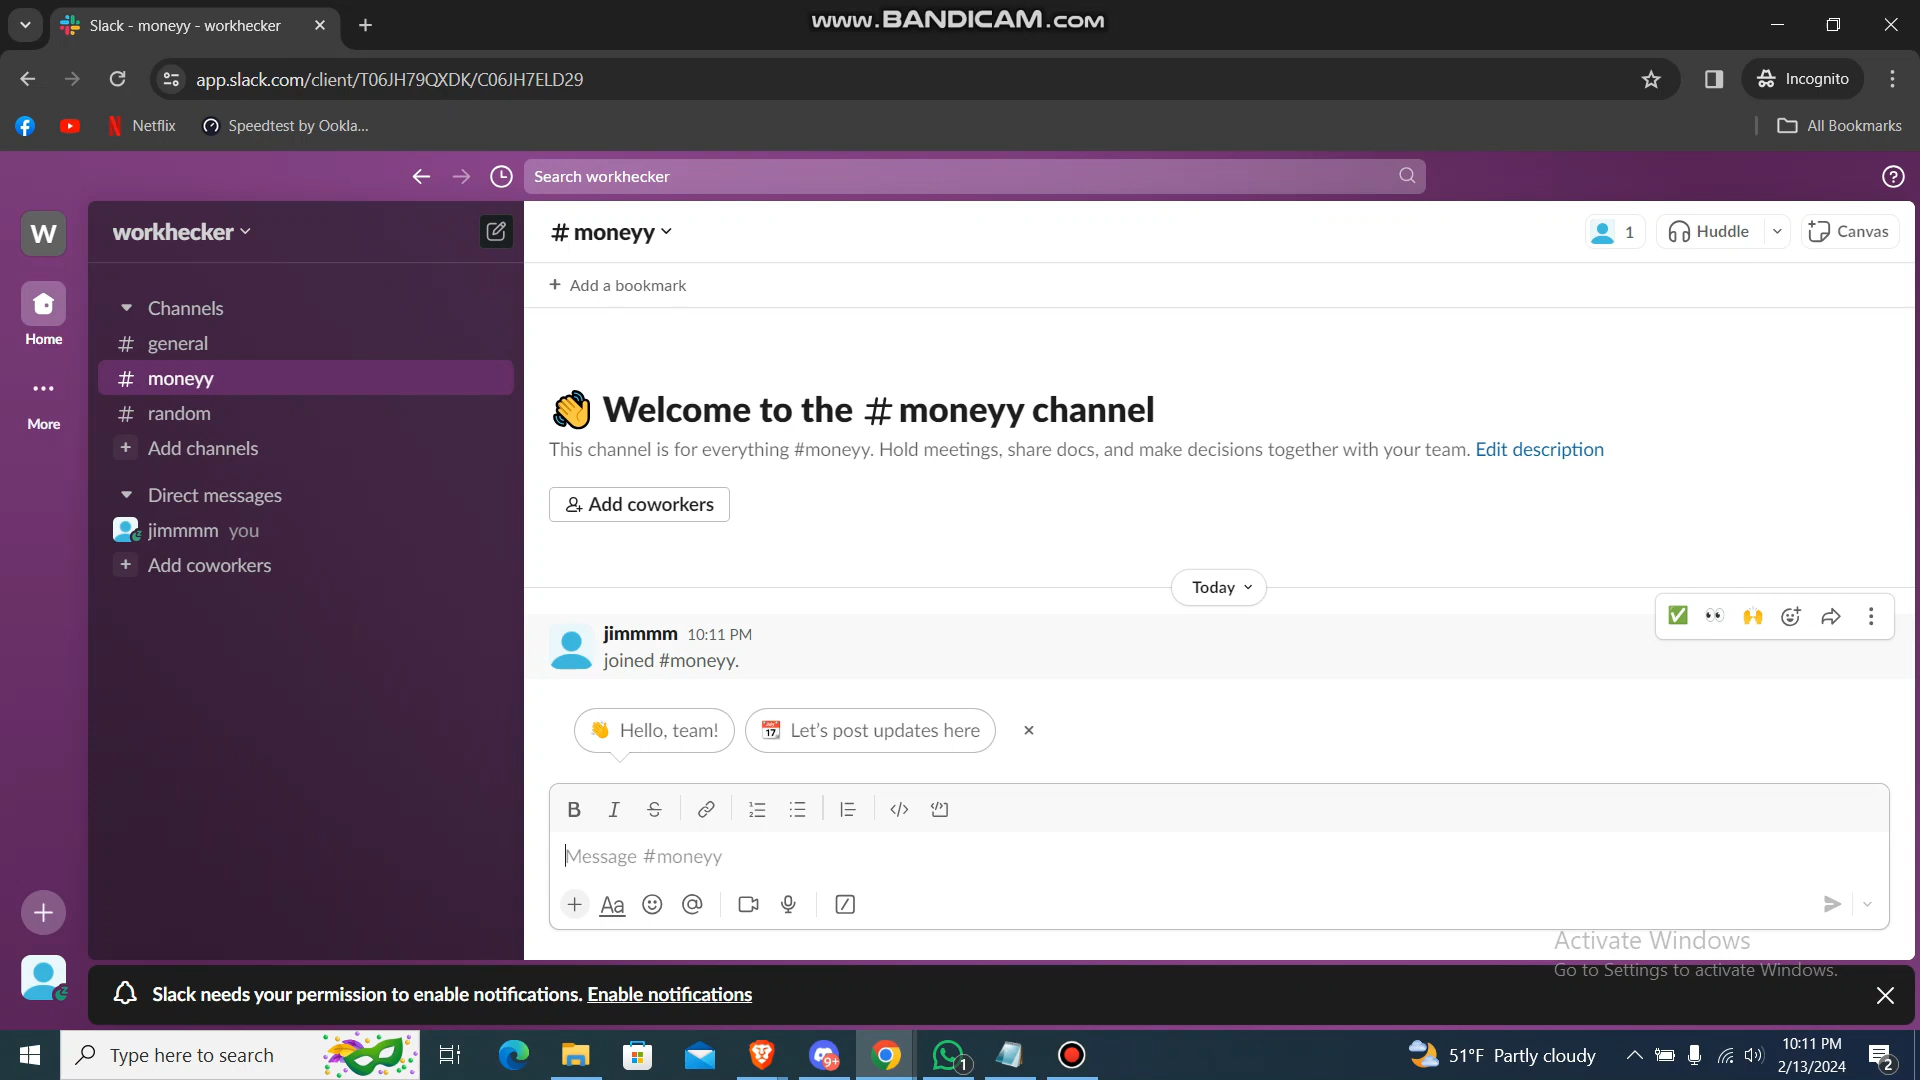 Slack - moneyy - workhecker
www.BANDICAM.com
app.slack.com/client/T06JH79QXDK/C06JH7ELD29
Incognito
Netflix
Speedtest by Ookla...
All Bookmarks
Search workhecker
W
workhecker
# moneyy
1
Huddle
Canvas
Add a bookmark
Home
More
Channels
# general
# moneyy
# random
+ Add channels
Direct messages
jimmmm you
+ Add coworkers
Welcome to the # moneyy channel
This channel is for everything #moneyy. Hold meetings, share docs, and make decisions together with your team. Edit description
Add coworkers
Today
jimmmm 10:11 PM
joined #moneyy.
Hello, team!
Let's post updates here
Message #moneyy
Aa
Activate Windows
Go to Settings to activate Windows.
Slack needs your permission to enable notifications. Enable notifications
Type here to search
9+
1
51°F Partly cloudy
10:11 PM
2/13/2024
2